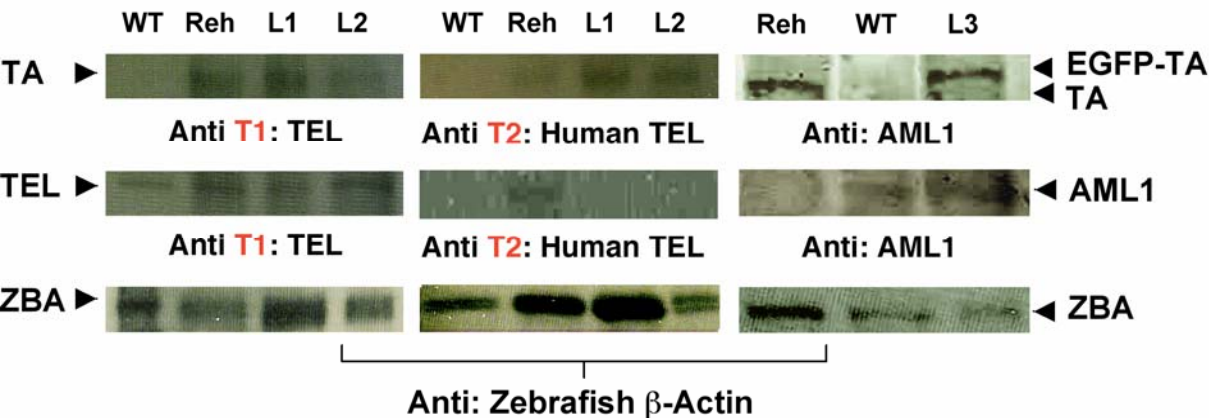 WT Reh L1 L2 WT Reh L1 L2 Reh WT L3
TA EGFP-TA
TA
Anti T1: TEL Anti T2: Human TEL Anti: AML1
TEL AML1
Anti T1: TEL Anti T2: Human TEL Anti: AML1
ZBA ZBA
Anti: Zebrafish β-Actin